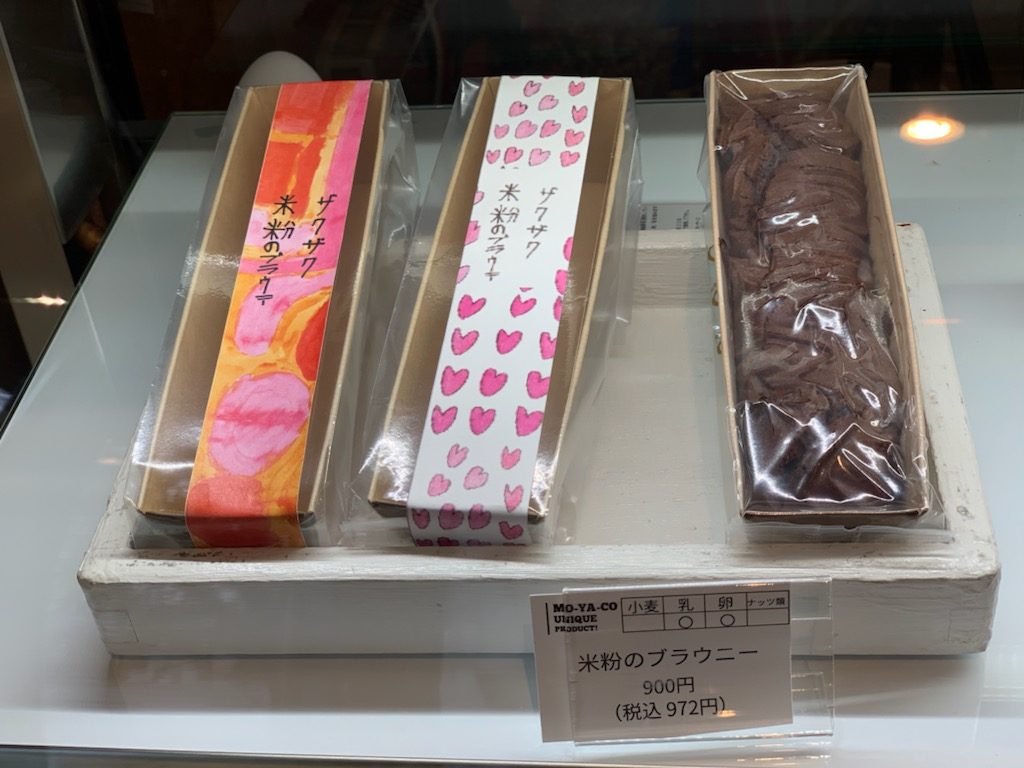 ザクザク
米粉のブラウニー
ザクザク
米粉のブラウニー
MO-YA-CO
UNIQUE
PRODUCT!
小麦 乳 卵 ナッツ類
○ ○
米粉のブラウニー
900円
(税込 972円)